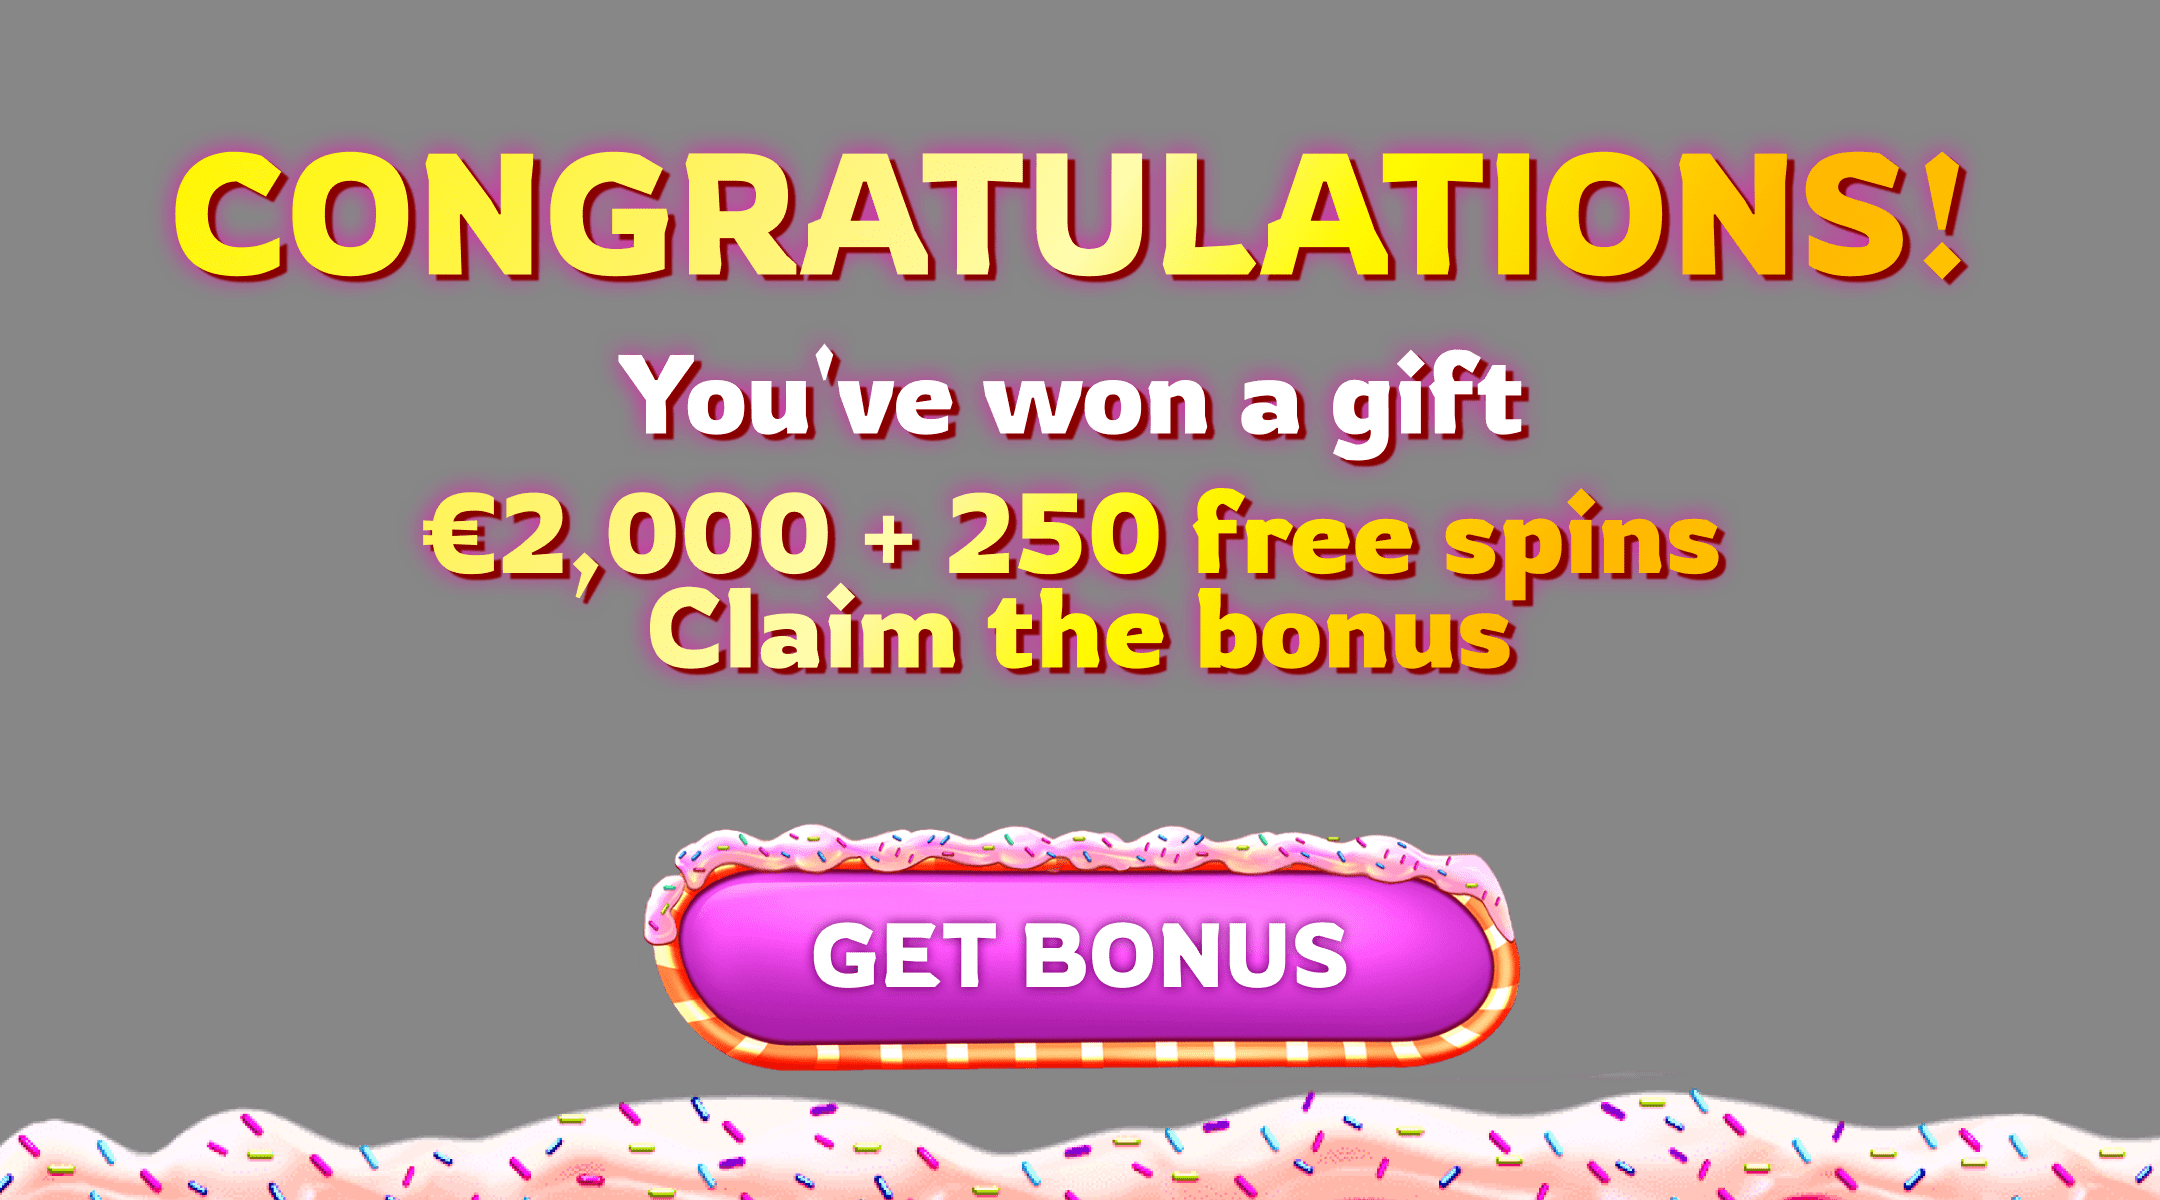 CONGRATULATIONS!
You've won a gift
€2,000 + 250 free spins
Claim the bonus
GET BONUS